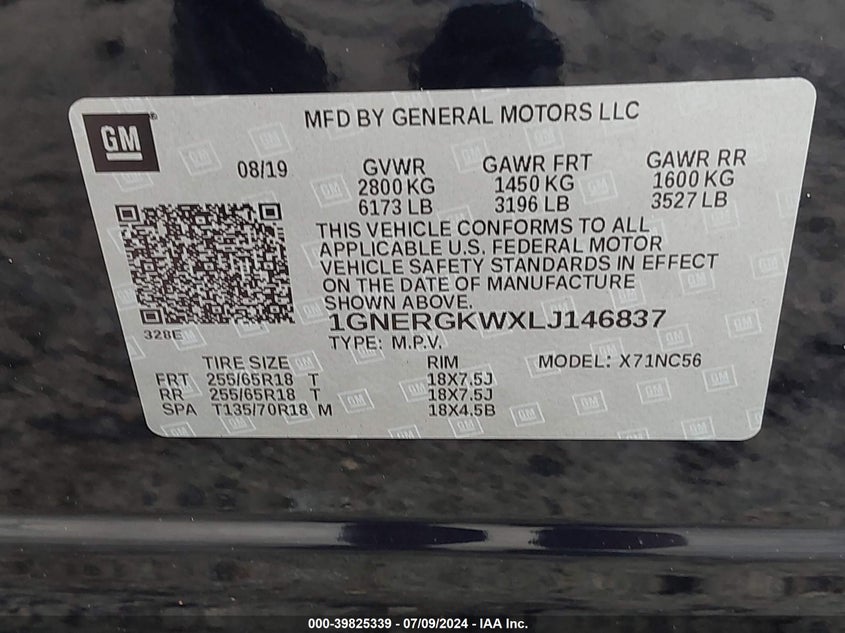 GM
MFD BY GENERAL MOTORS LLC
08/19
GVWR GAWR FRT GAWR RR
2800 KG 1450 KG 1600 KG
6173 LB 3196 LB 3527 LB
THIS VEHICLE CONFORMS TO ALL
APPLICABLE U.S. FEDERAL MOTOR
VEHICLE SAFETY STANDARDS IN EFFECT
ON THE DATE OF MANUFACTURE
SHOWN ABOVE.
328E
1GNERGKWXLJ146837
TYPE: M.P.V.
TIRE SIZE RIM MODEL: X71NC56
FRT 255/65R18 T 18X7.5J
RR 255/65R18 T 18X7.5J
SPA T135/70R18 M 18X4.5B
000-39825339 - 07/09/2024 - IAA Inc.